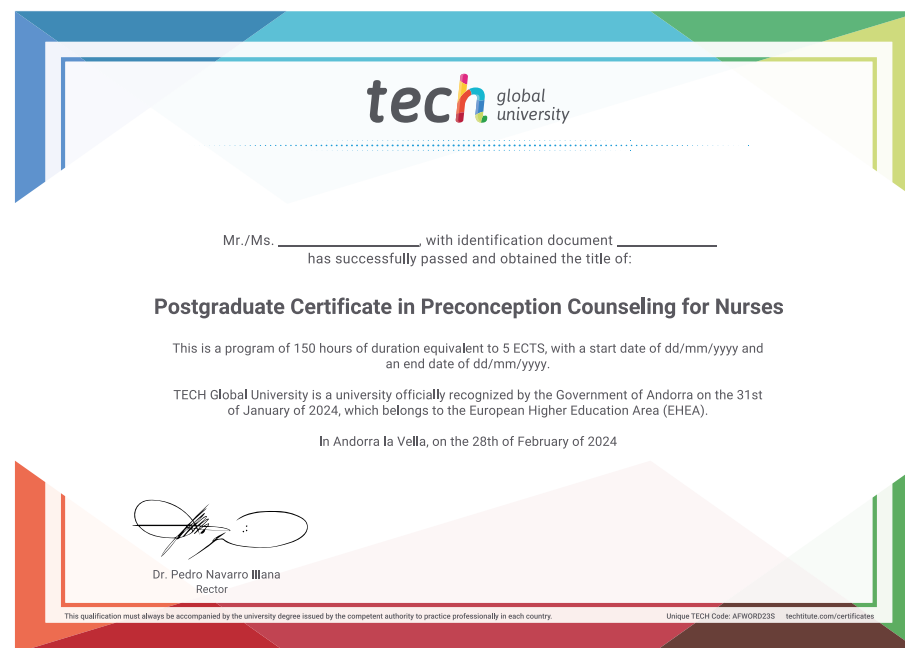 tech global
university
Mr./Ms. ____________, with identification document ____________
has successfully passed and obtained the title of:
Postgraduate Certificate in Preconception Counseling for Nurses
This is a program of 150 hours of duration equivalent to 5 ECTS, with a start date of dd/mm/yyyy and
an end date of dd/mm/yyyy.
TECH Global University is a university officially recognized by the Government of Andorra on the 31st
of January of 2024, which belongs to the European Higher Education Area (EHEA).
In Andorra la Vella, on the 28th of February of 2024
Dr. Pedro Navarro Illana
Rector
This qualification must always be accompanied by the university degree issued by the competent authority to practice professionally in each country. Unique TECH Code: AFWORD23S techtitute.com/certificates